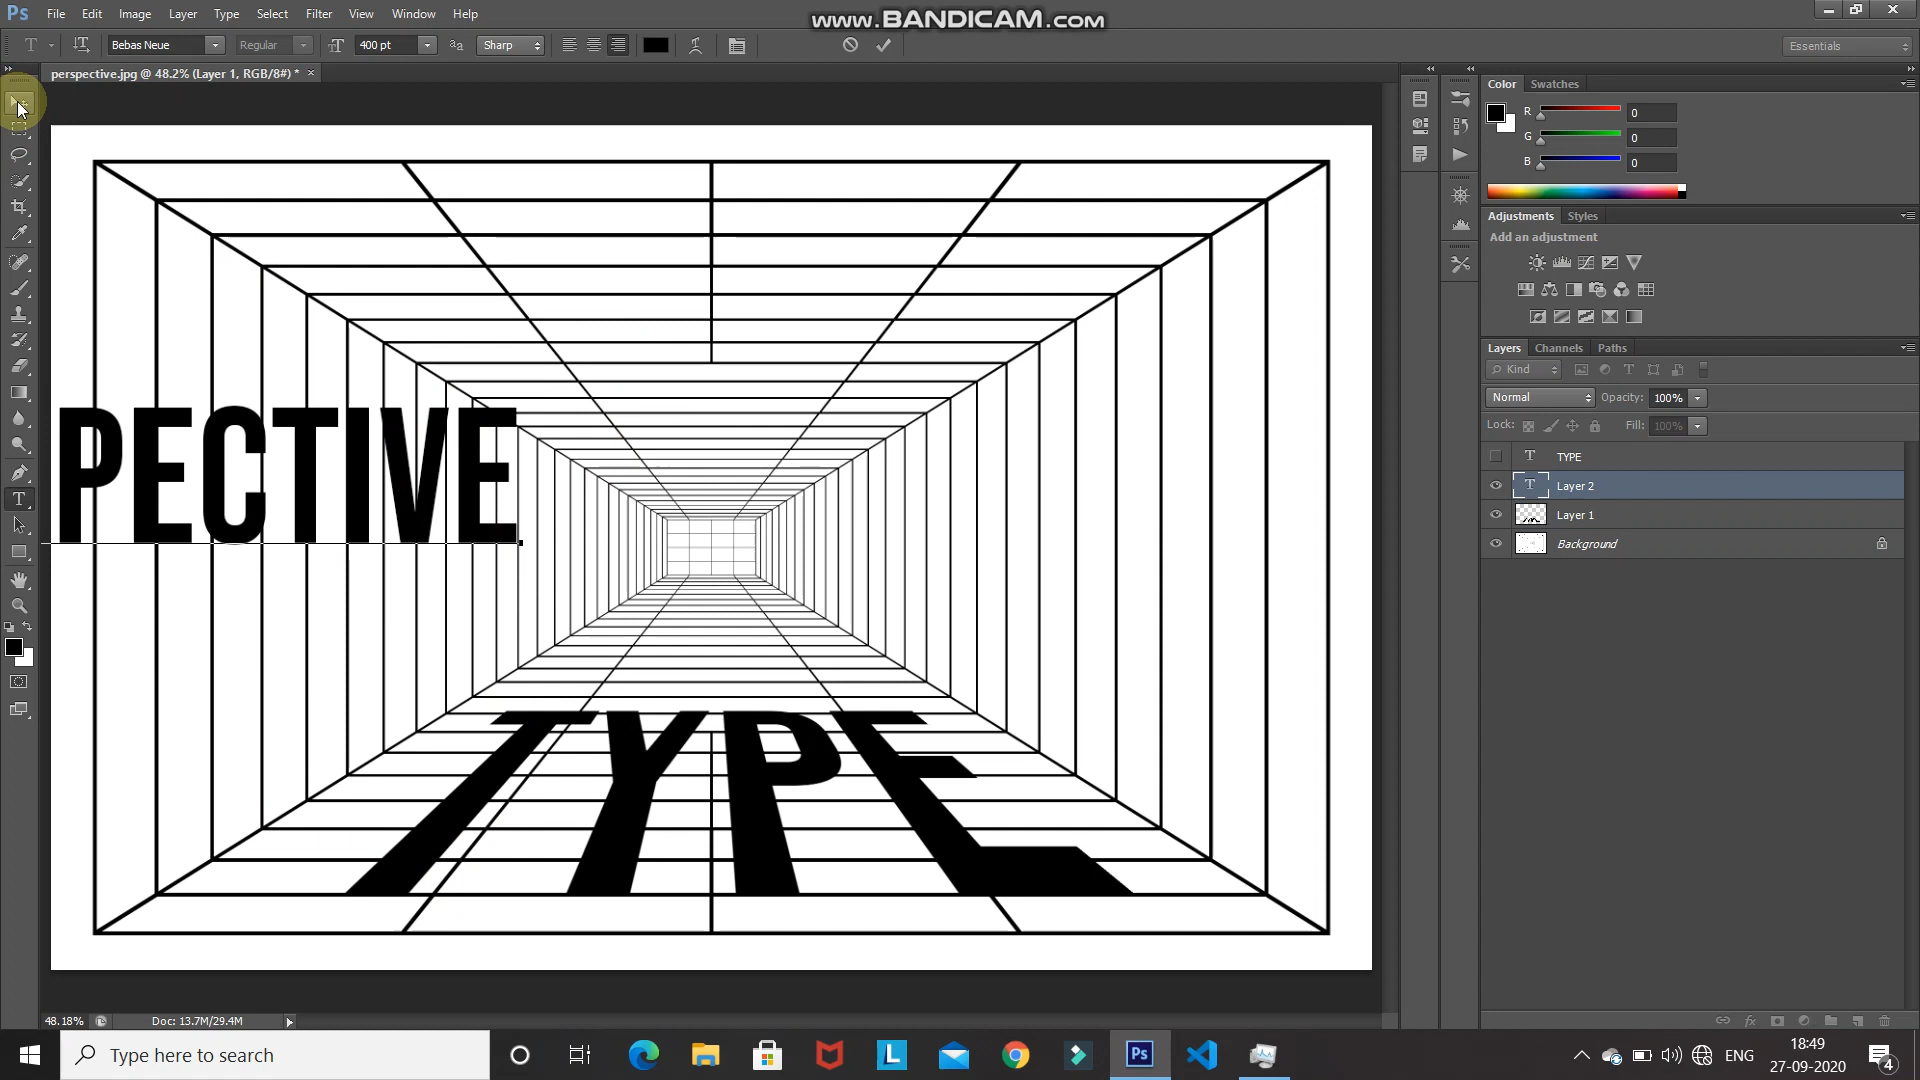 Ps File Edit Image Layer Type Select Filter View Window Help
www.BANDICAM.com
T Bebas Neue Regular 400 pt Sharp Essentials
perspective.jpg @ 48.2% (Layer 1, RGB/8#) * ×
Color Swatches
R 0
G 0
B 0
Adjustments Styles
Add an adjustment
Layers Channels Paths
Kind
Normal Opacity: 100%
Lock: Fill: 100%
T TYPE
T Layer 2
Layer 1
Background
PECTIVE
TYPE
48.18% Doc: 13.7M/29.4M
Type here to search
L
Ps
ENG
18:49
27-09-2020
4